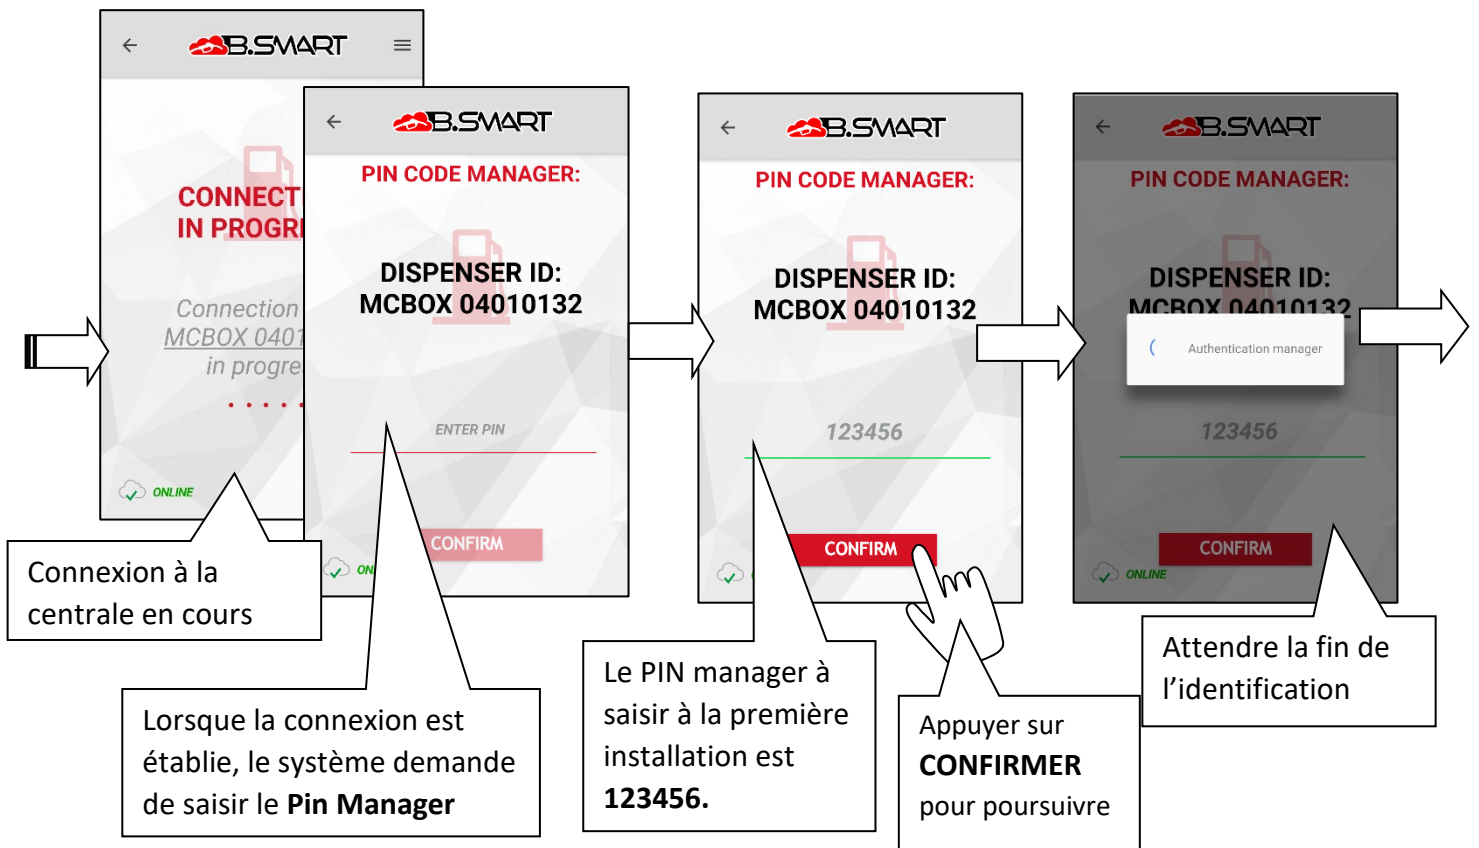 B.SMART
CONNECT
IN PROGR
Connection
MCBOX 040
in progre
ONLINE
Connexion à la
centrale en cours
B.SMART
PIN CODE MANAGER:
DISPENSER ID:
MCBOX 04010132
ENTER PIN
CONFIRM
ON
Lorsque la connexion est
établie, le système demande
de saisir le Pin Manager
B.SMART
PIN CODE MANAGER:
DISPENSER ID:
MCBOX 04010132
123456
CONFIRM
Le PIN manager à
saisir à la première
installation est
123456.
Appuyer sur
CONFIRMER
pour poursuivre
B.SMART
PIN CODE MANAGER:
DISPENSER ID:
MCBOX 04010132
Authentication manager
123456
CONFIRM
ONLINE
Attendre la fin de
l’identification